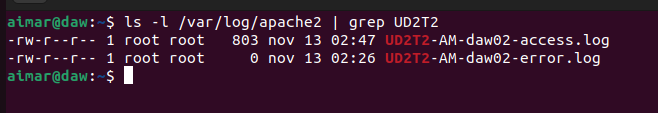 aimar@daw:~$ ls -l /var/log/apache2 | grep UD2T2
-rw-r--r-- 1 root root   803 nov 13 02:47 UD2T2-AM-daw02-access.log
-rw-r--r-- 1 root root     0 nov 13 02:26 UD2T2-AM-daw02-error.log
aimar@daw:~$